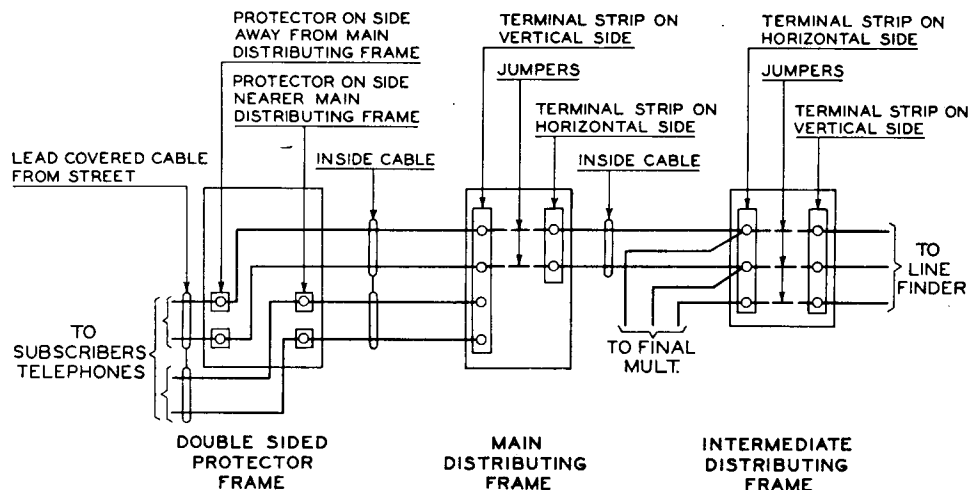 PROTECTOR ON SIDE
AWAY FROM MAIN
DISTRIBUTING FRAME
PROTECTOR ON SIDE
NEARER MAIN
DISTRIBUTING FRAME
LEAD COVERED CABLE
FROM STREET
INSIDE CABLE
TERMINAL STRIP ON
VERTICAL SIDE
JUMPERS
TERMINAL STRIP ON
HORIZONTAL SIDE
INSIDE CABLE
TERMINAL STRIP ON
HORIZONTAL SIDE
JUMPERS
TERMINAL STRIP ON
VERTICAL SIDE
TO
SUBSCRIBERS
TELEPHONES
TO FINAL
MULT.
TO
LINE
FINDER
DOUBLE SIDED
PROTECTOR
FRAME
MAIN
DISTRIBUTING
FRAME
INTERMEDIATE
DISTRIBUTING
FRAME